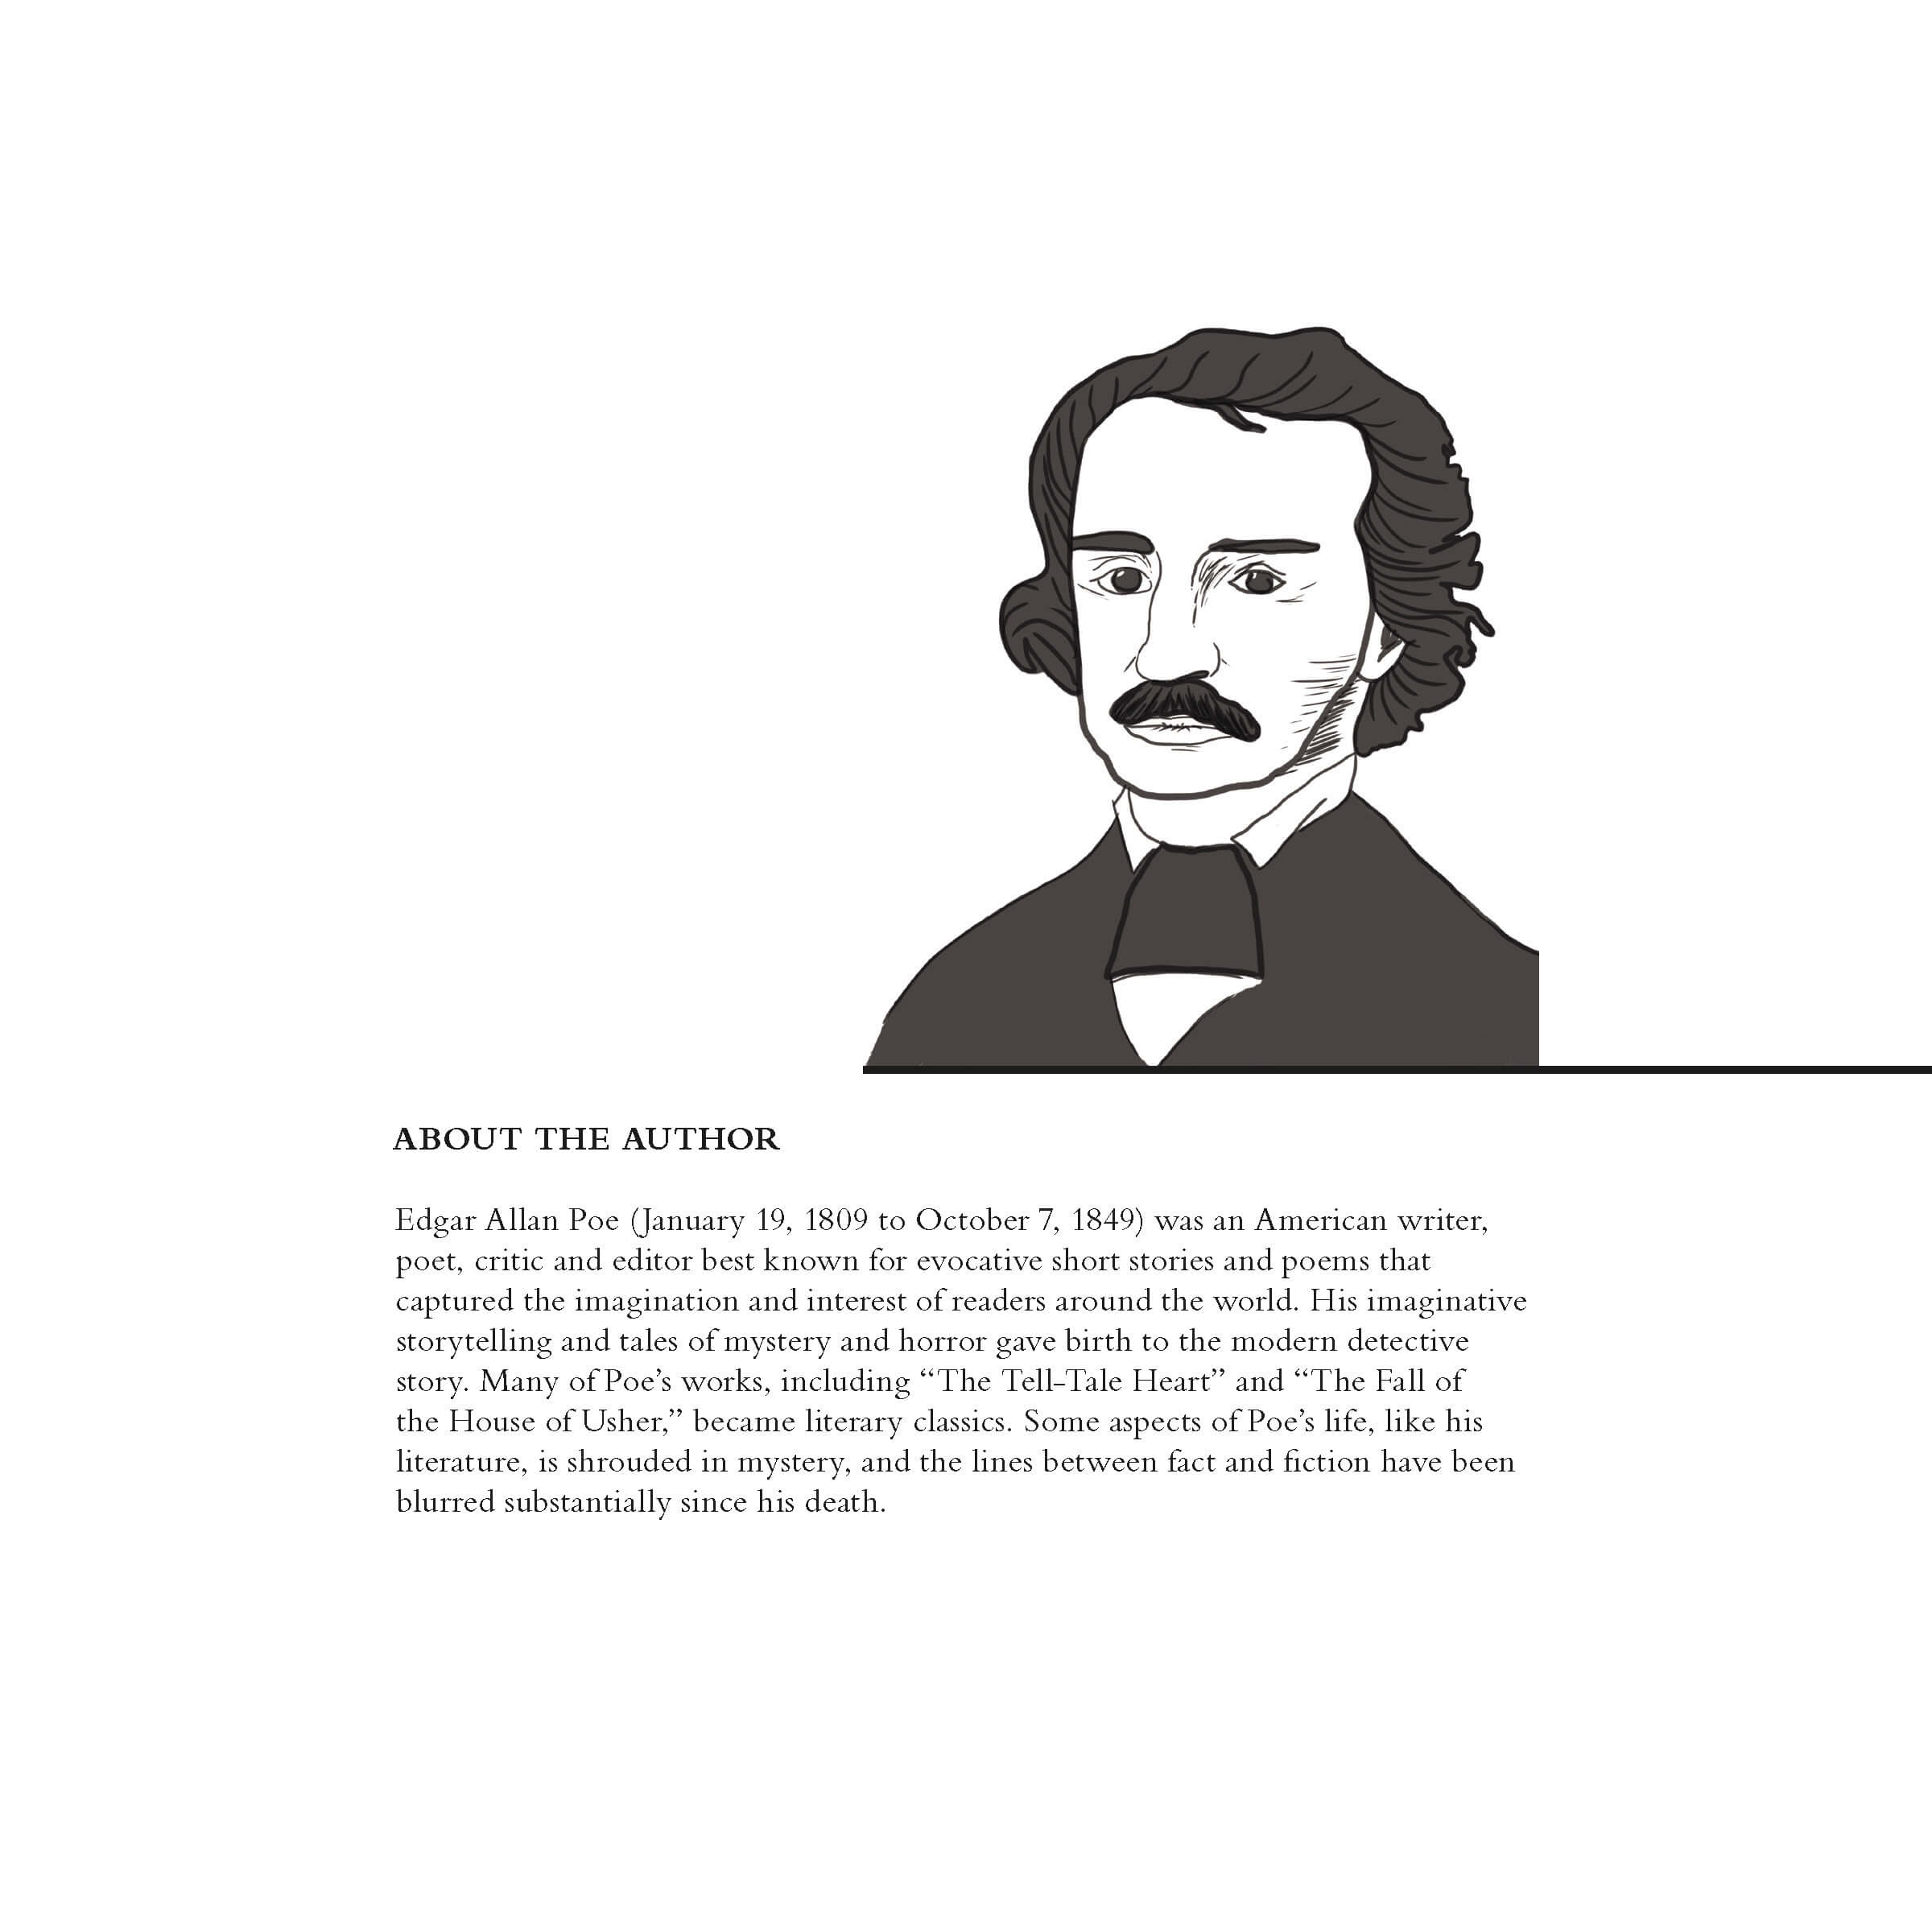 ABOUT THE AUTHOR
Edgar Allan Poe (January 19, 1809 to October 7, 1849) was an American writer,
poet, critic and editor best known for evocative short stories and poems that
captured the imagination and interest of readers around the world. His imaginative
storytelling and tales of mystery and horror gave birth to the modern detective
story. Many of Poe’s works, including “The Tell-Tale Heart” and “The Fall of
the House of Usher,” became literary classics. Some aspects of Poe’s life, like his
literature, is shrouded in mystery, and the lines between fact and fiction have been
blurred substantially since his death.